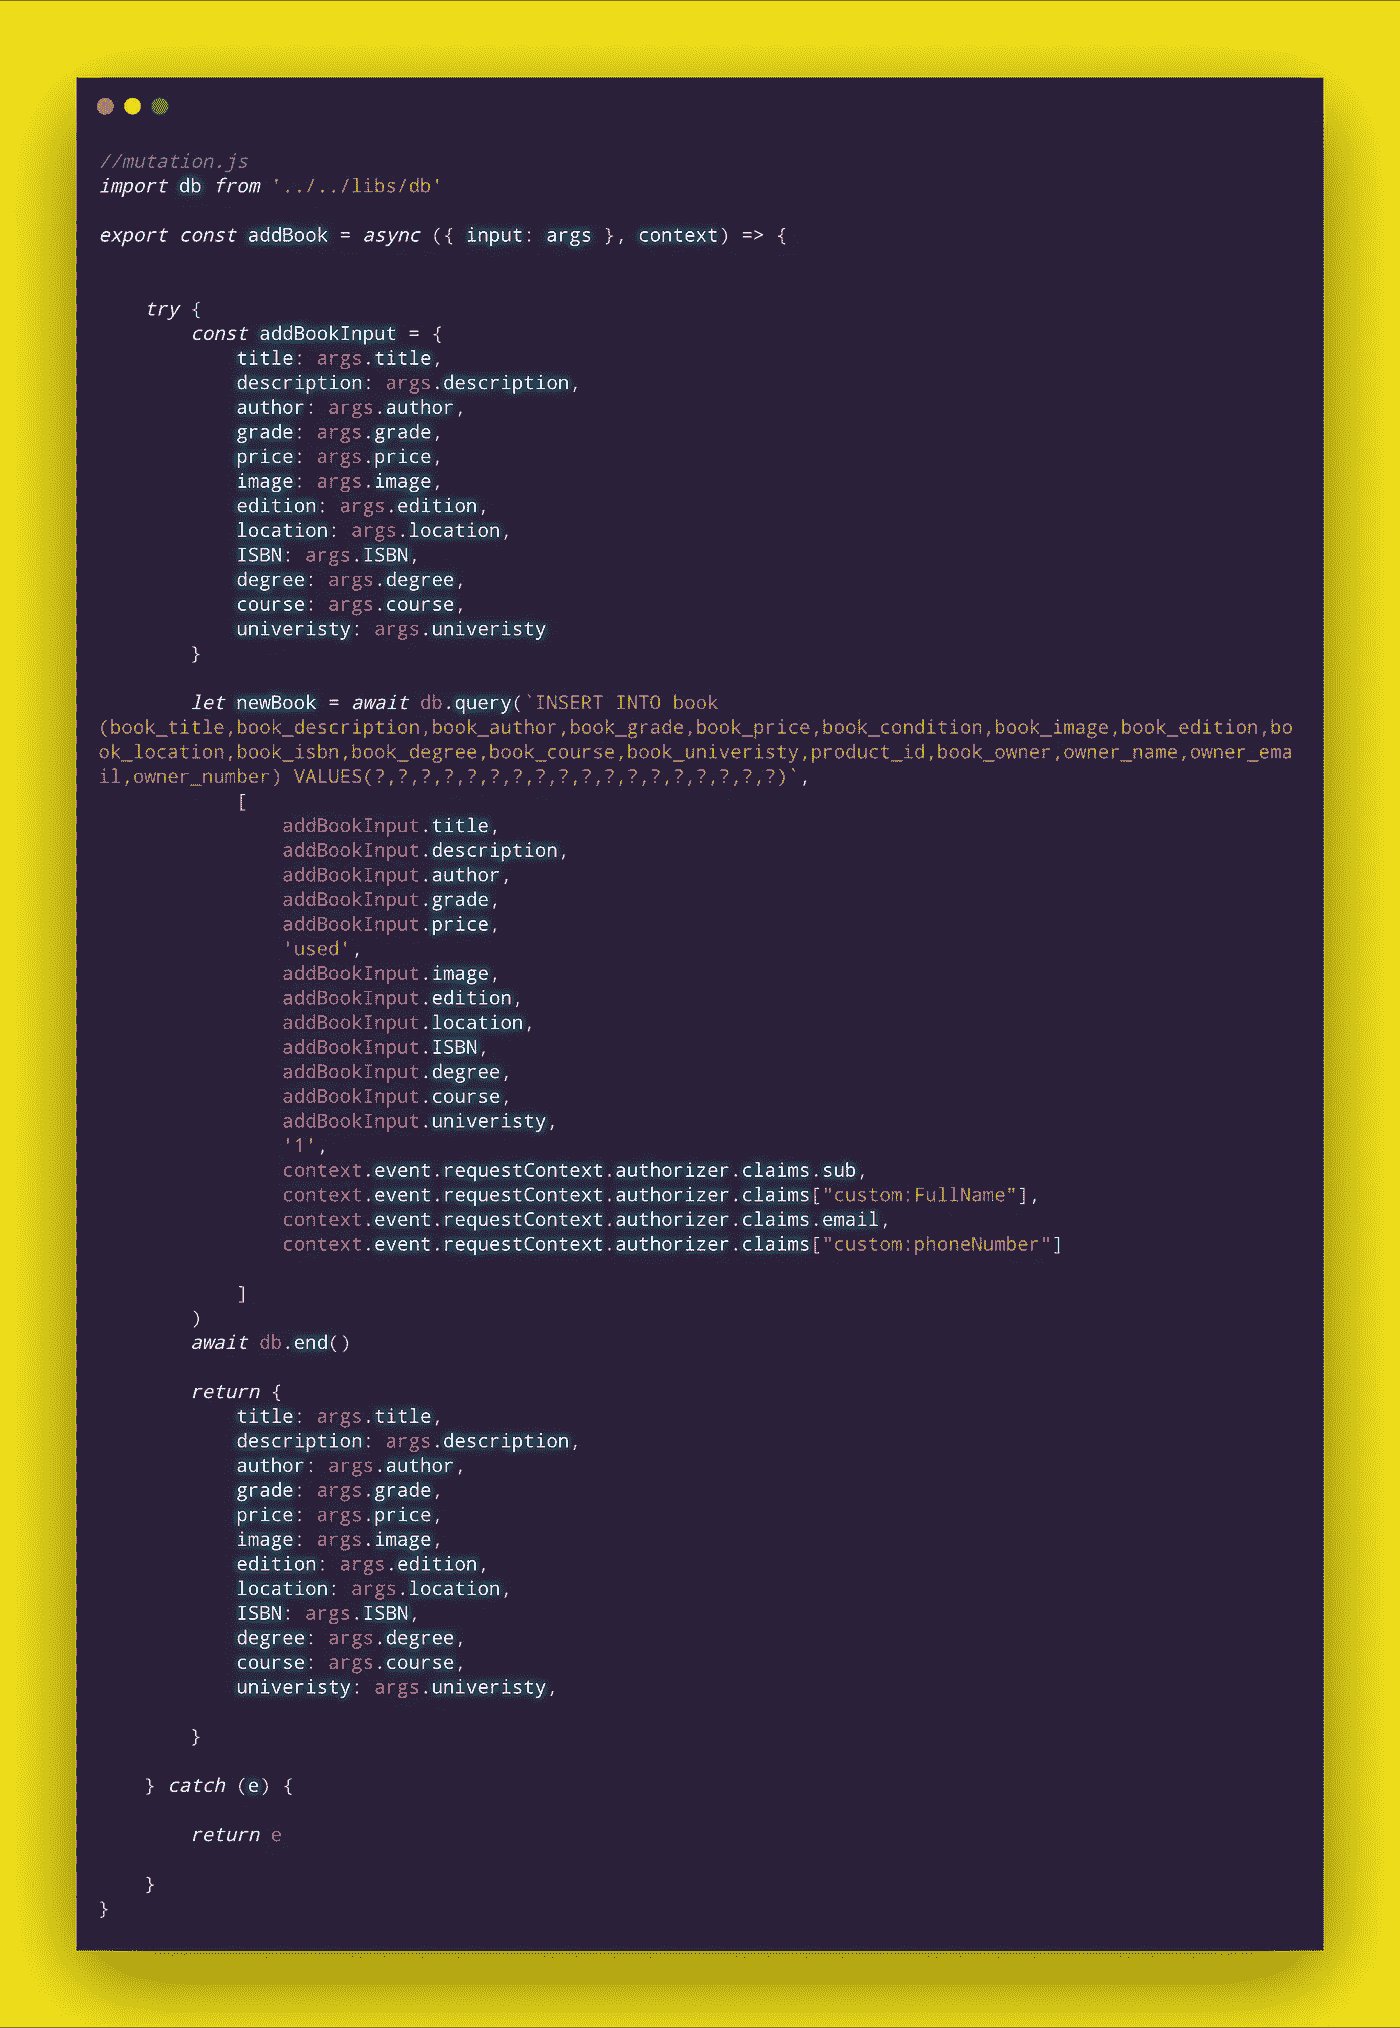 //mutation.js
import db from '../../libs/db'
export const addBook = async ({ input: args }, context) => {
try {
const addBookInput = {
title: args.title,
description: args.description,
author: args.author,
grade: args.grade,
price: args.price,
image: args.image,
edition: args.edition,
location: args.location,
ISBN: args.ISBN,
degree: args.degree,
course: args.course,
univeristy: args.univeristy
}
let newBook = await db.query(`INSERT INTO book
(book_title,book_description,book_author,book_grade,book_price,book_condition,book_image,book_edition,bo
ok_location,book_isbn,book_degree,book_course,book_univeristy,product_id,book_owner,owner_name,owner_ema
il,owner_number) VALUES(?,?,?,?,?,?,?,?,?,?,?,?,?,?,?,?,?,?)`,
[
addBookInput.title,
addBookInput.description,
addBookInput.author,
addBookInput.grade,
addBookInput.price,
'used',
addBookInput.image,
addBookInput.edition,
addBookInput.location,
addBookInput.ISBN,
addBookInput.degree,
addBookInput.course,
addBookInput.univeristy,
'1',
context.event.requestContext.authorizer.claims.sub,
context.event.requestContext.authorizer.claims["custom:FullName"],
context.event.requestContext.authorizer.claims.email,
context.event.requestContext.authorizer.claims["custom:phoneNumber"]
]
)
await db.end()
return {
title: args.title,
description: args.description,
author: args.author,
grade: args.grade,
price: args.price,
image: args.image,
edition: args.edition,
location: args.location,
ISBN: args.ISBN,
degree: args.degree,
course: args.course,
univeristy: args.univeristy,
}
} catch (e) {
return e
}
}